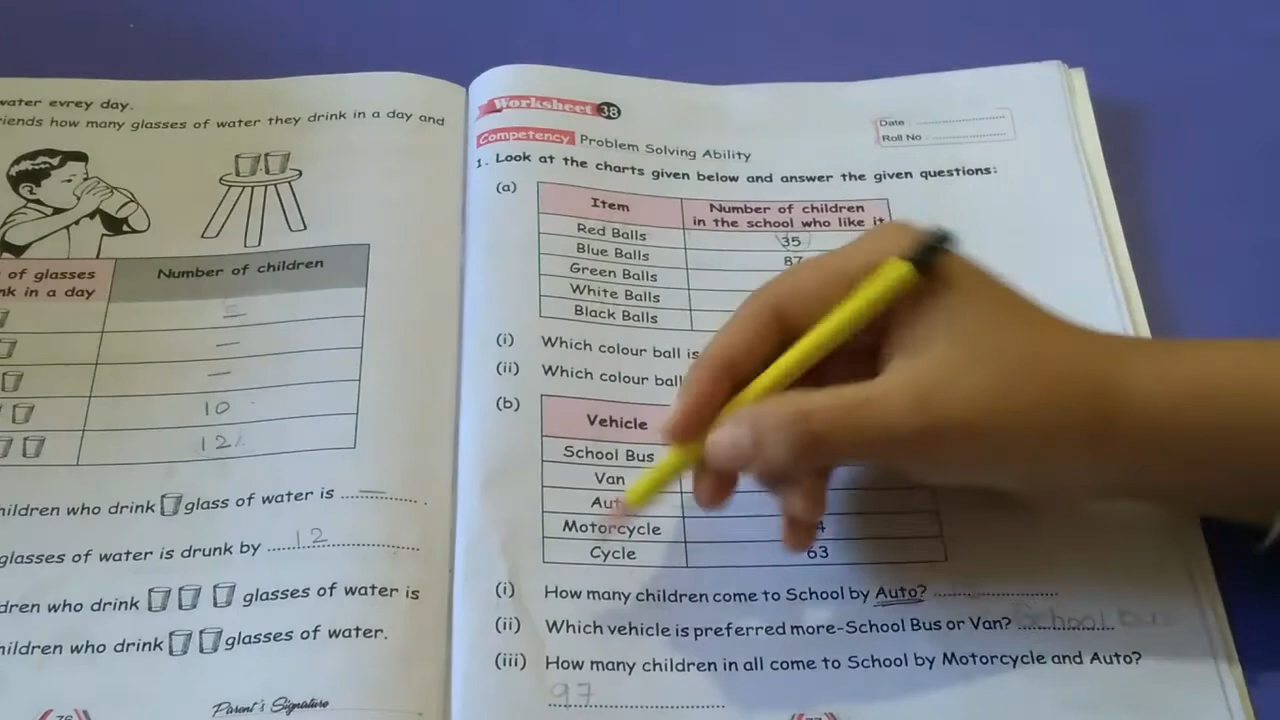 water evrey day.
riends how many glasses of water they drink in a day and
of glasses
nk in a day
Number of children
10
12
hildren who drink glass of water is
glasses of water is drunk by 12
dren who drink glasses of water is
hildren who drink glasses of water.
Parent's Signature
Worksheet 38
Date
Roll No
Competency Problem Solving Ability
1. Look at the charts given below and answer the given questions:
(a)
Item
Number of children
in the school who like it
Red Balls 35
Blue Balls 87
Green Balls
White Balls
Black Balls
(i) Which colour ball is
(ii) Which colour ball
(b)
Vehicle
School Bus
Van
Aut
Motorcycle 4
Cycle 63
(i) How many children come to School by Auto?
(ii) Which vehicle is preferred more-School Bus or Van? School Bus
(iii) How many children in all come to School by Motorcycle and Auto?
97